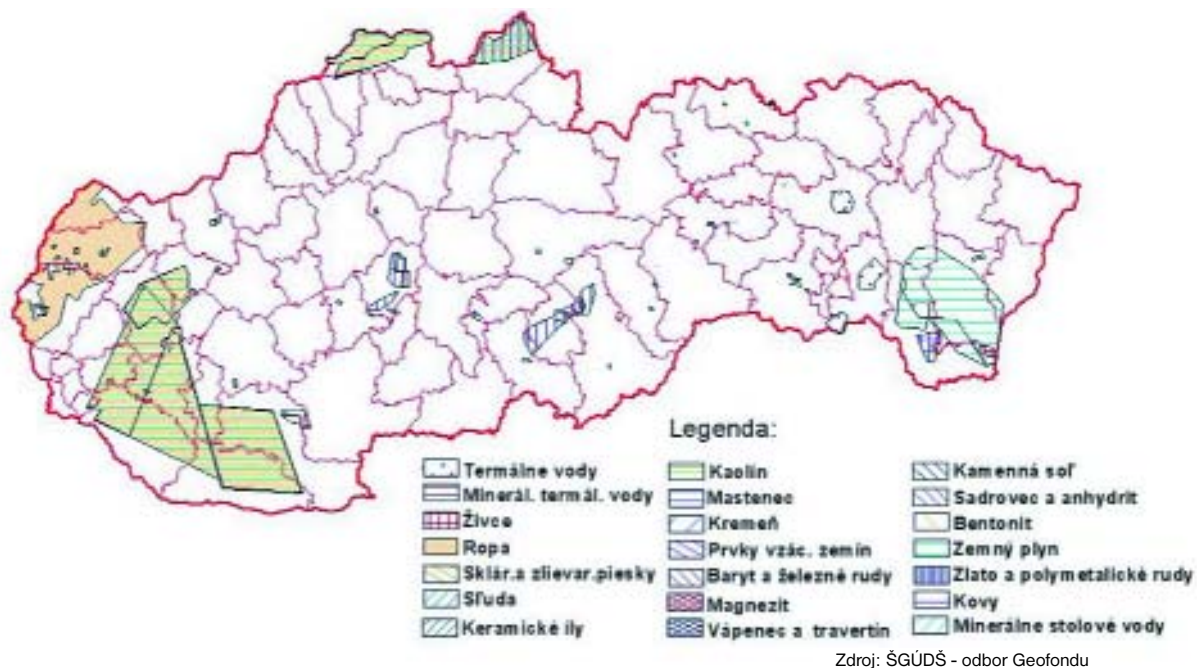 Legenda:
Termálne vody
Minerál. termál. vody
Živce
Ropa
Sklár.a zlievar.piesky
Sľuda
Keramické íly
Kaolín
Mastenec
Kremeň
Prvky vzác. zemín
Baryt a železné rudy
Magnezit
Vápenec a travertín
Kamenná soľ
Sadrovec a anhydrit
Bentonit
Zemný plyn
Zlato a polymetalické rudy
Kovy
Minerálne stolové vody
Zdroj: ŠGÚDŠ - odbor Geofondu